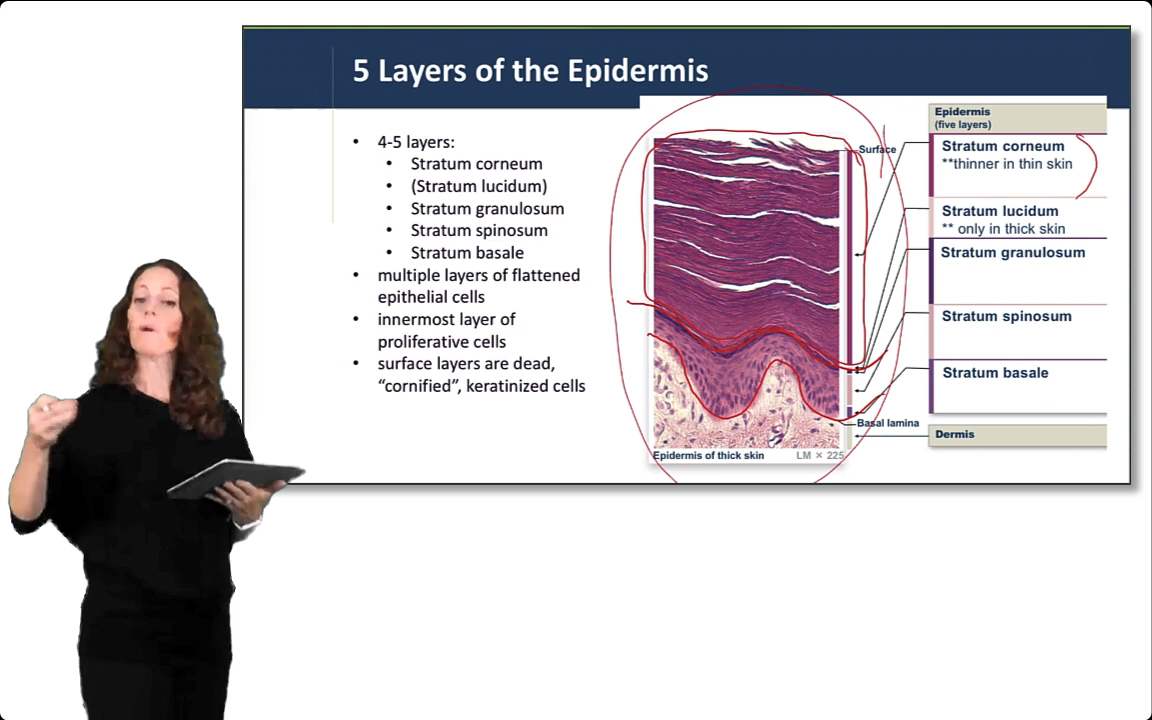 5 Layers of the Epidermis
• 4-5 layers:
• Stratum corneum
• (Stratum lucidum)
• Stratum granulosum
• Stratum spinosum
• Stratum basale
• multiple layers of flattened
epithelial cells
• innermost layer of
proliferative cells
• surface layers are dead,
“cornified”, keratinized cells
Surface
Basal lamina
Epidermis of thick skin
LM × 225
Epidermis
(five layers)
Stratum corneum
**thinner in thin skin
Stratum lucidum
** only in thick skin
Stratum granulosum
Stratum spinosum
Stratum basale
Dermis